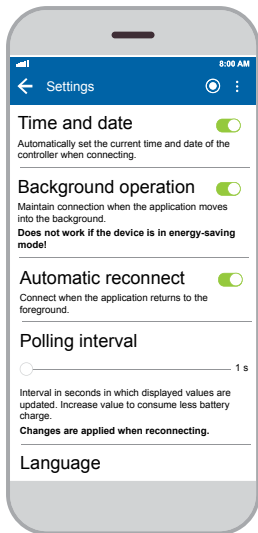 8:00 AM
Settings
Time and date
Automatically set the current time and date of the
controller when connecting.
Background operation
Maintain connection when the application moves
into the background.
Does not work if the device is in energy-saving
mode!
Automatic reconnect
Connect when the application returns to the
foreground.
Polling interval
1 s
Interval in seconds in which displayed values are
updated. Increase value to consume less battery
charge.
Changes are applied when reconnecting.
Language